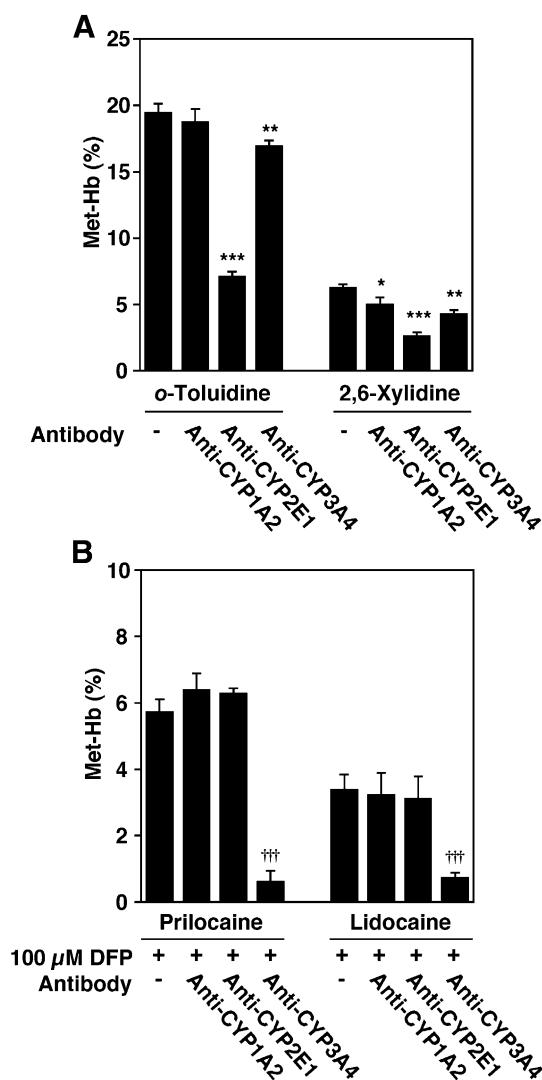 A
25
20
15
10
5
0
Met-Hb (%)
**
***
*
***
**
o-Toluidine 2,6-Xylidine
Antibody - Anti-CYP1A2 Anti-CYP2E1 Anti-CYP3A4 - Anti-CYP1A2 Anti-CYP2E1 Anti-CYP3A4
B
10
8
6
4
2
0
Met-Hb (%)
†††
†††
Prilocaine Lidocaine
100 µM DFP + + + + + + + +
Antibody - Anti-CYP1A2 Anti-CYP2E1 Anti-CYP3A4 - Anti-CYP1A2 Anti-CYP2E1 Anti-CYP3A4